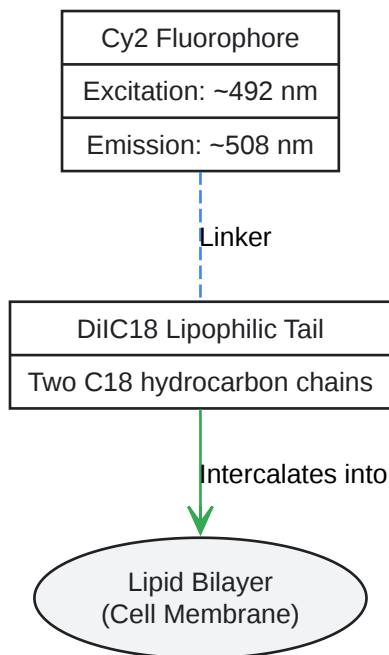 Cy2 Fluorophore
Excitation: ~492 nm
Emission: ~508 nm
Linker
DiIC18 Lipophilic Tail
Two C18 hydrocarbon chains
Intercalates into
Lipid Bilayer
(Cell Membrane)